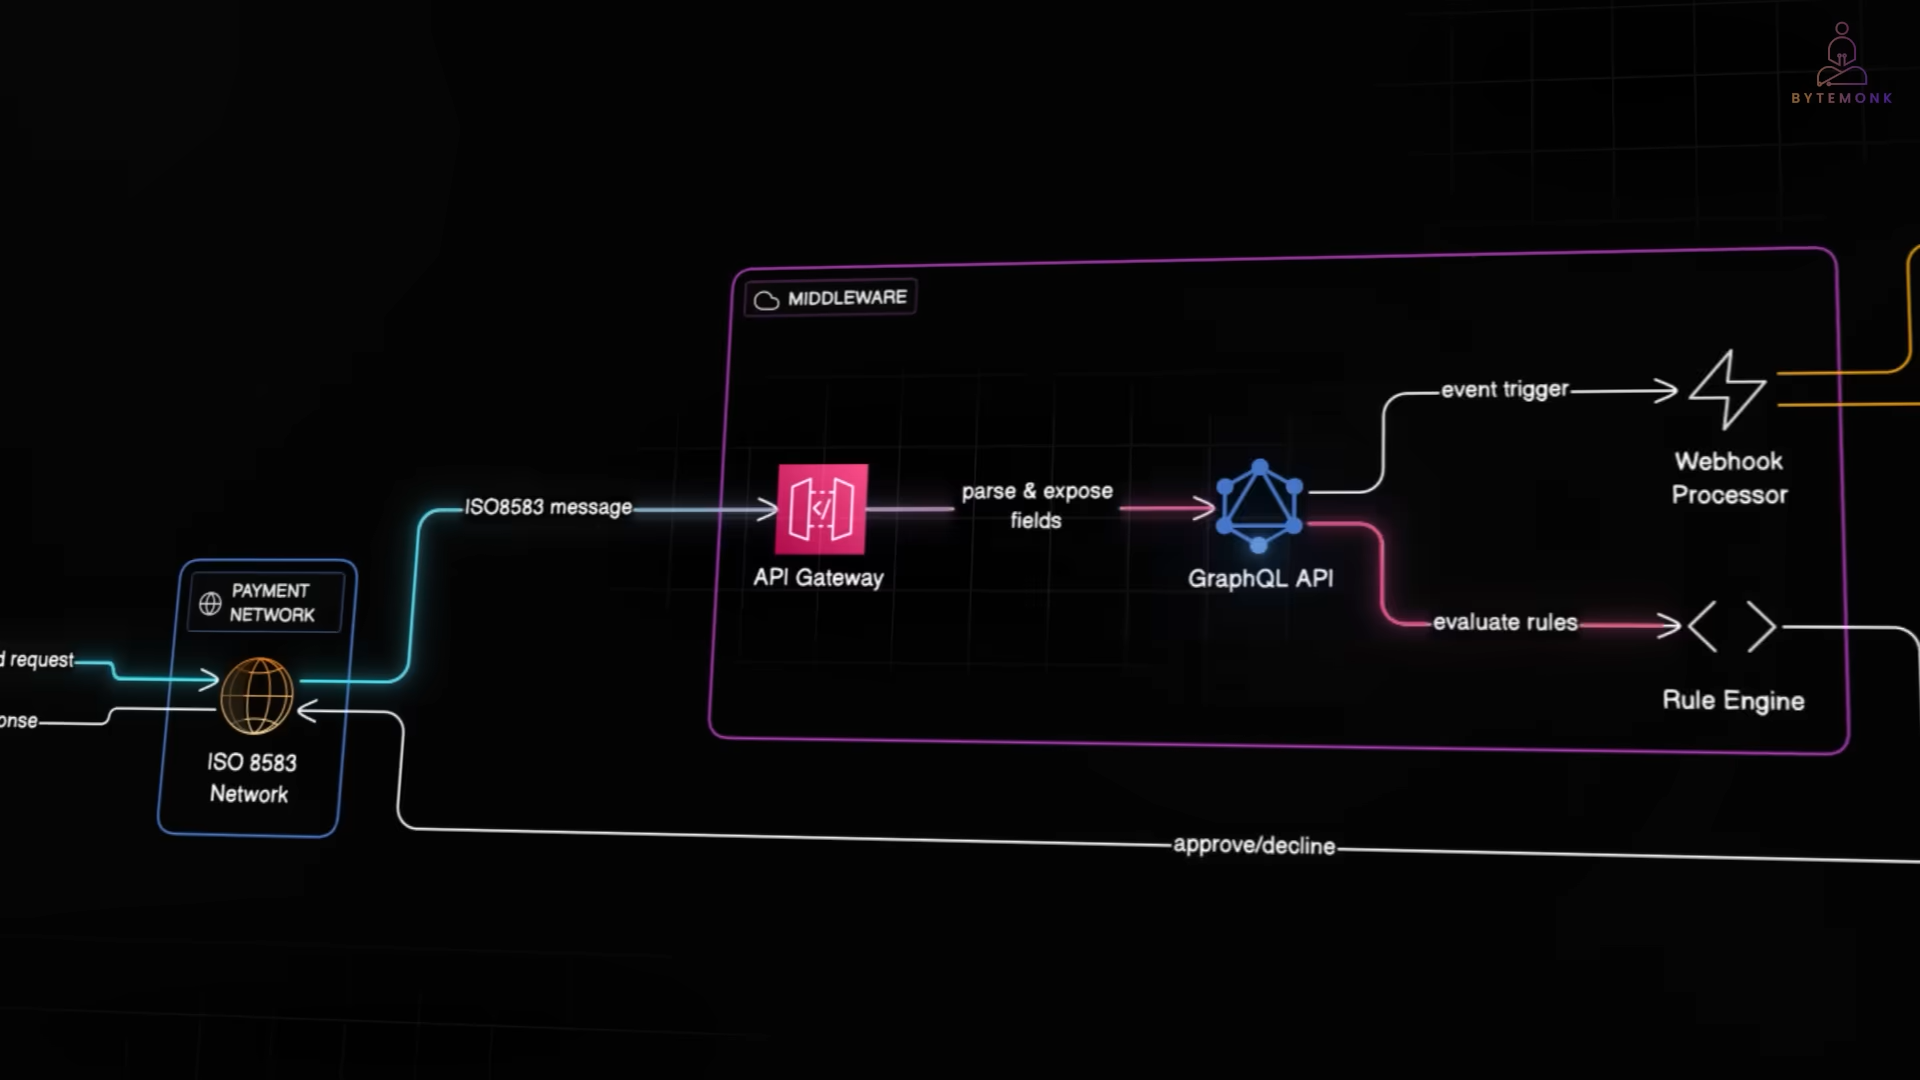 BYTEMONK
MIDDLEWARE
event trigger
Webhook
Processor
ISO8583 message
parse & expose
fields
API Gateway
GraphQL API
PAYMENT
NETWORK
evaluate rules
request
Rule Engine
ISO 8583
Network
approve/decline